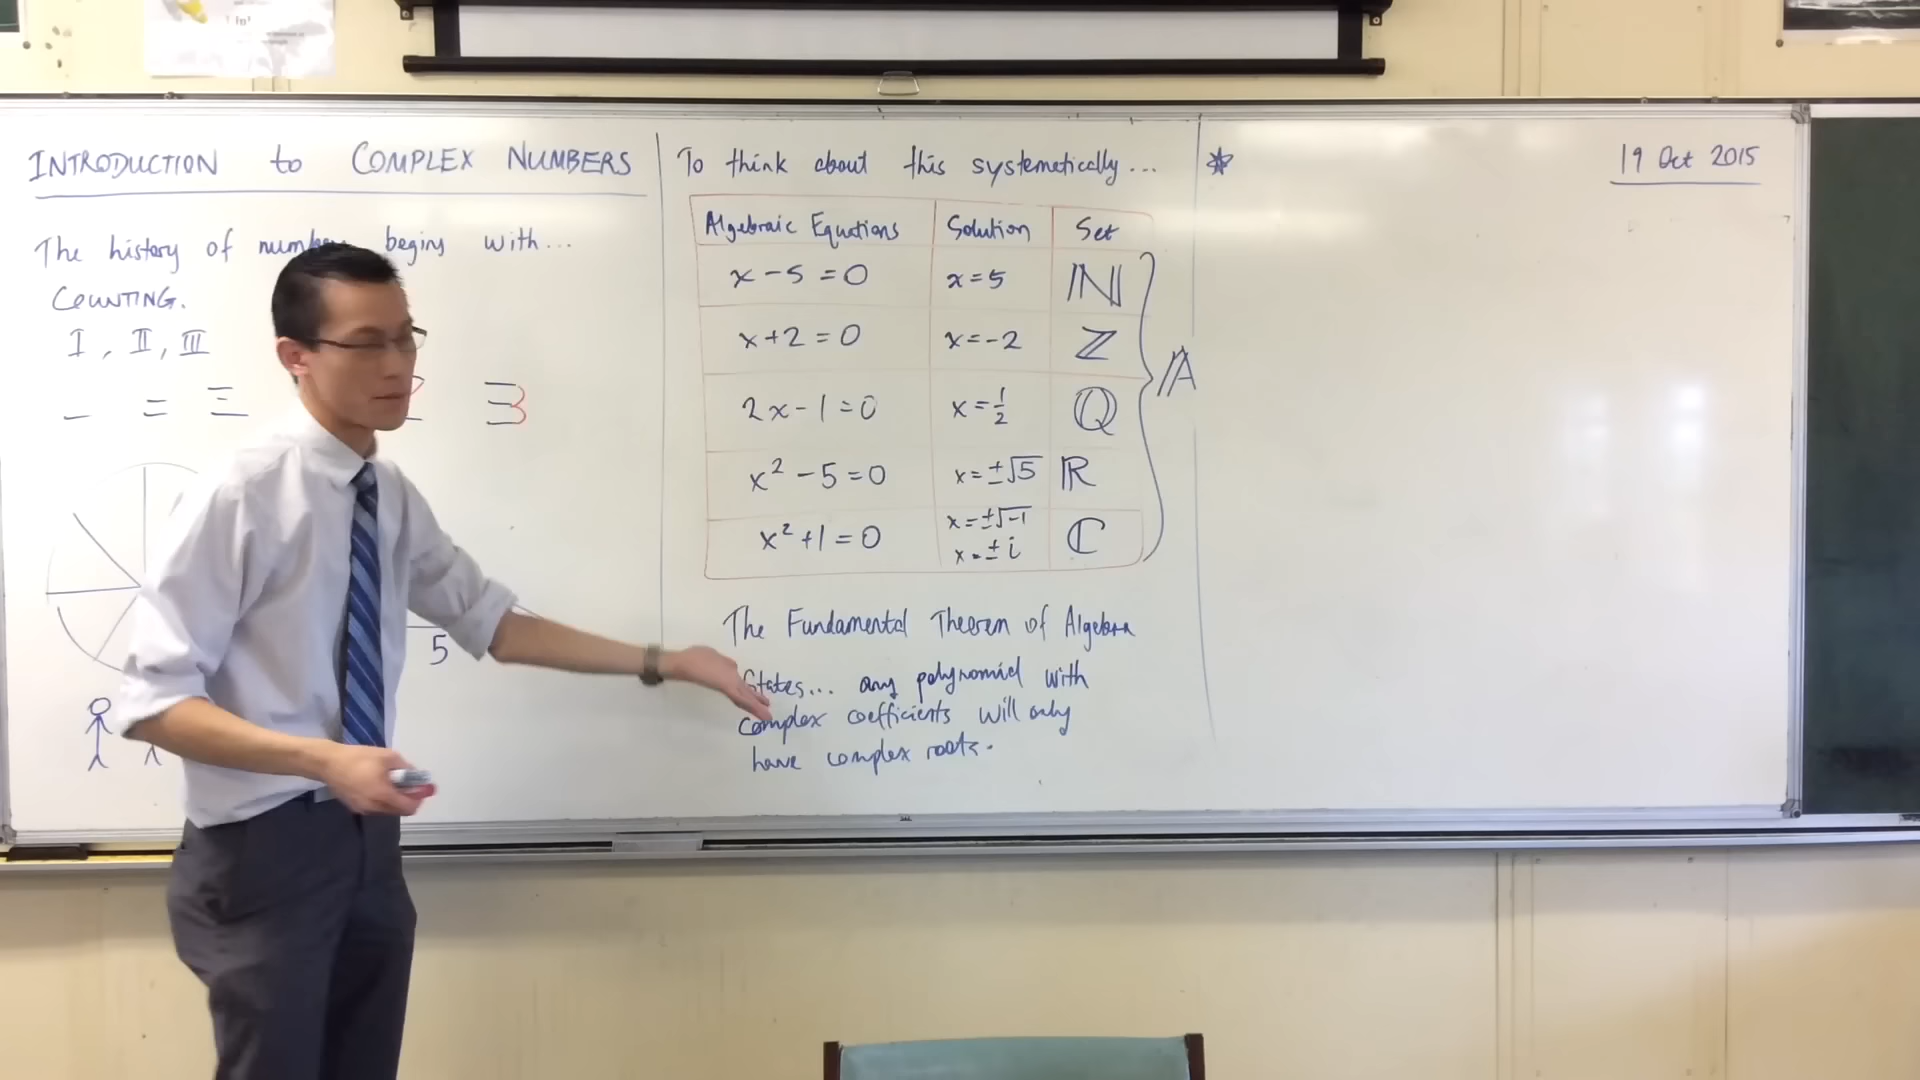 INTRODUCTION to COMPLEX NUMBERS
The history of numbers begins with...
COUNTING.
I, II, III
5
To think about this systematically...
Algebraic Equations Solution Set
x - 5 = 0 x = 5 ℕ
x + 2 = 0 x = -2 ℤ
2x - 1 = 0 x = 1/2 ℚ
x² - 5 = 0 x = ±√5 ℝ
x² + 1 = 0 x = ±√-1
x = ± i ℂ
𝔸
The Fundamental Theorem of Algebra
States... any polynomial with
complex coefficients will only
have complex roots.
*
19 Oct 2015